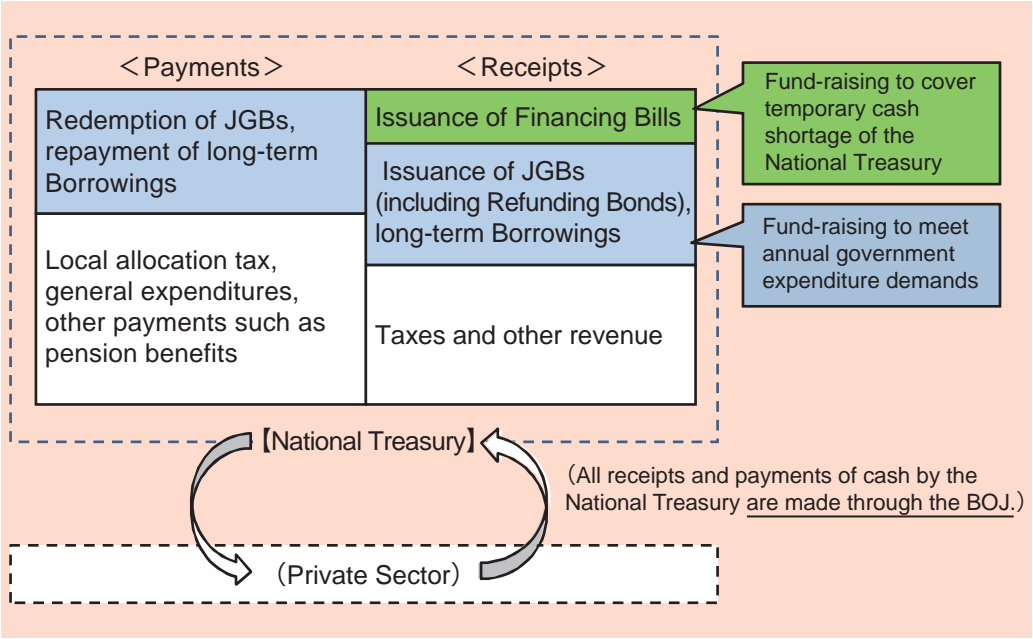 ＜Payments＞
＜Receipts＞
Redemption of JGBs,
repayment of long-term
Borrowings
Local allocation tax,
general expenditures,
other payments such as
pension benefits
Issuance of Financing Bills
Issuance of JGBs
(including Refunding Bonds),
long-term Borrowings
Taxes and other revenue
Fund-raising to cover
temporary cash
shortage of the
National Treasury
Fund-raising to meet
annual government
expenditure demands
【National Treasury】
（All receipts and payments of cash by the
National Treasury are made through the BOJ.）
（Private Sector）